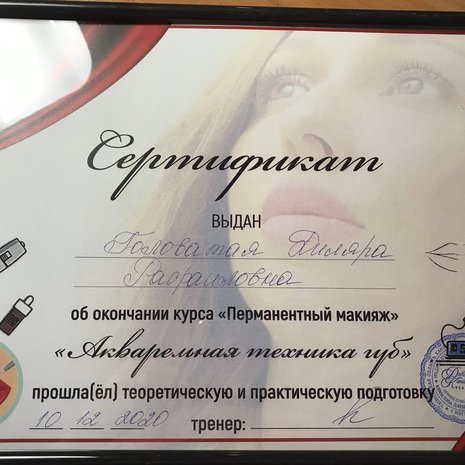 Сертификат
ВЫДАН
Головатая Диляра
Рафаиловна
об окончании курса «Перманентный макияж»
«Акварельная техника губ»
прошла(ёл) теоретическую и практическую подготовку
10 12 2020 тренер: